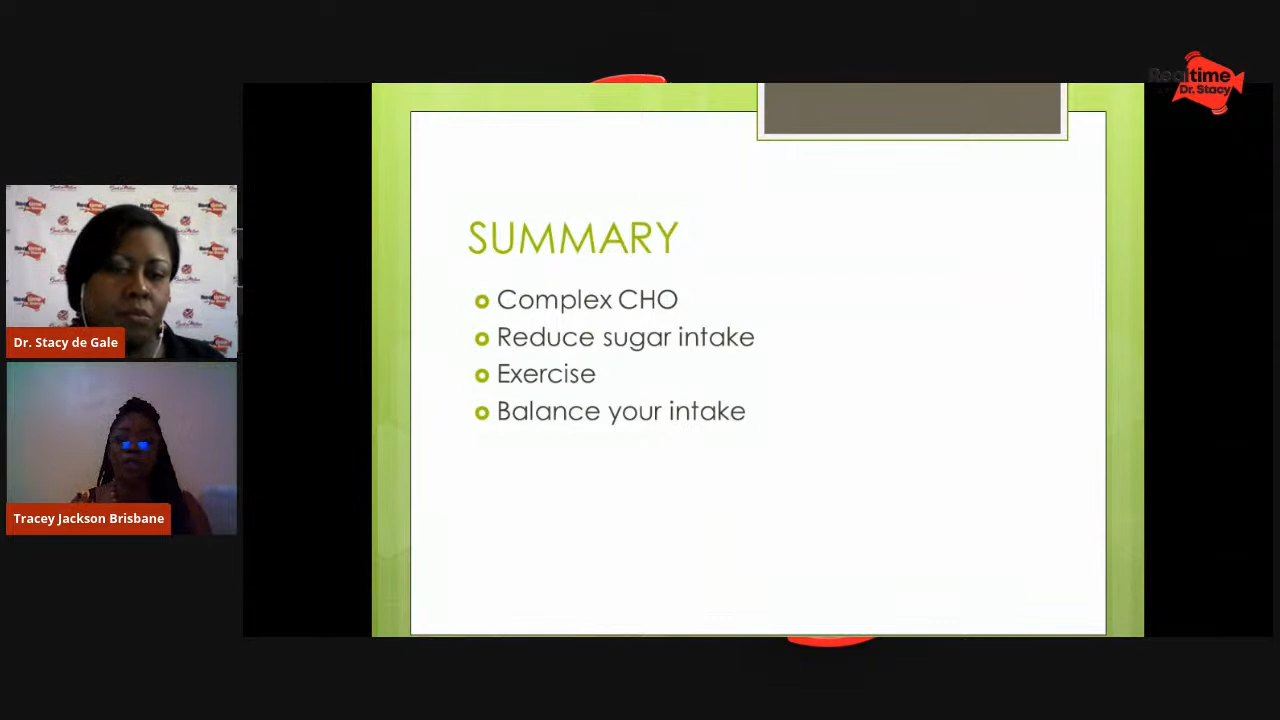 Realtime
Dr. Stacy
SUMMARY
Complex CHO
Reduce sugar intake
Exercise
Balance your intake
Dr. Stacy de Gale
Tracey Jackson Brisbane